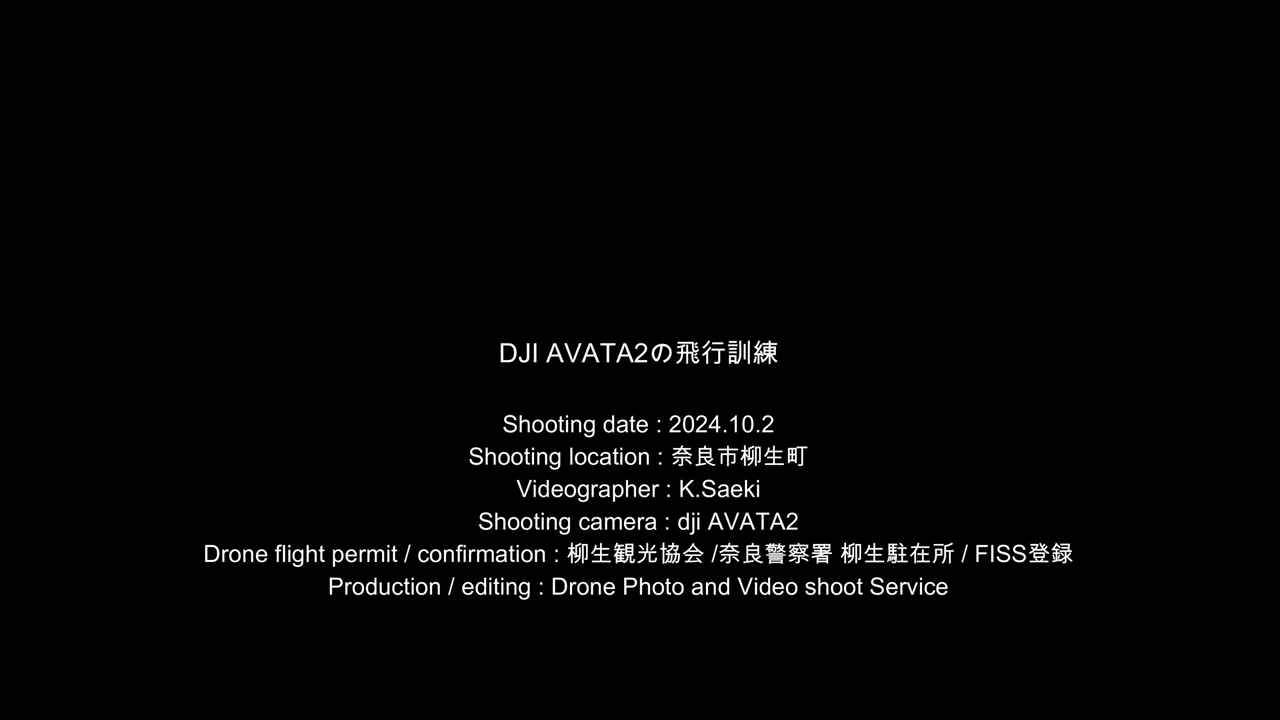 DJI AVATA2の飛行訓練
Shooting date : 2024.10.2
Shooting location : 奈良市柳生町
Videographer : K.Saeki
Shooting camera : dji AVATA2
Drone flight permit / confirmation : 柳生観光協会 /奈良警察署 柳生駐在所 / FISS登録
Production / editing : Drone Photo and Video shoot Service